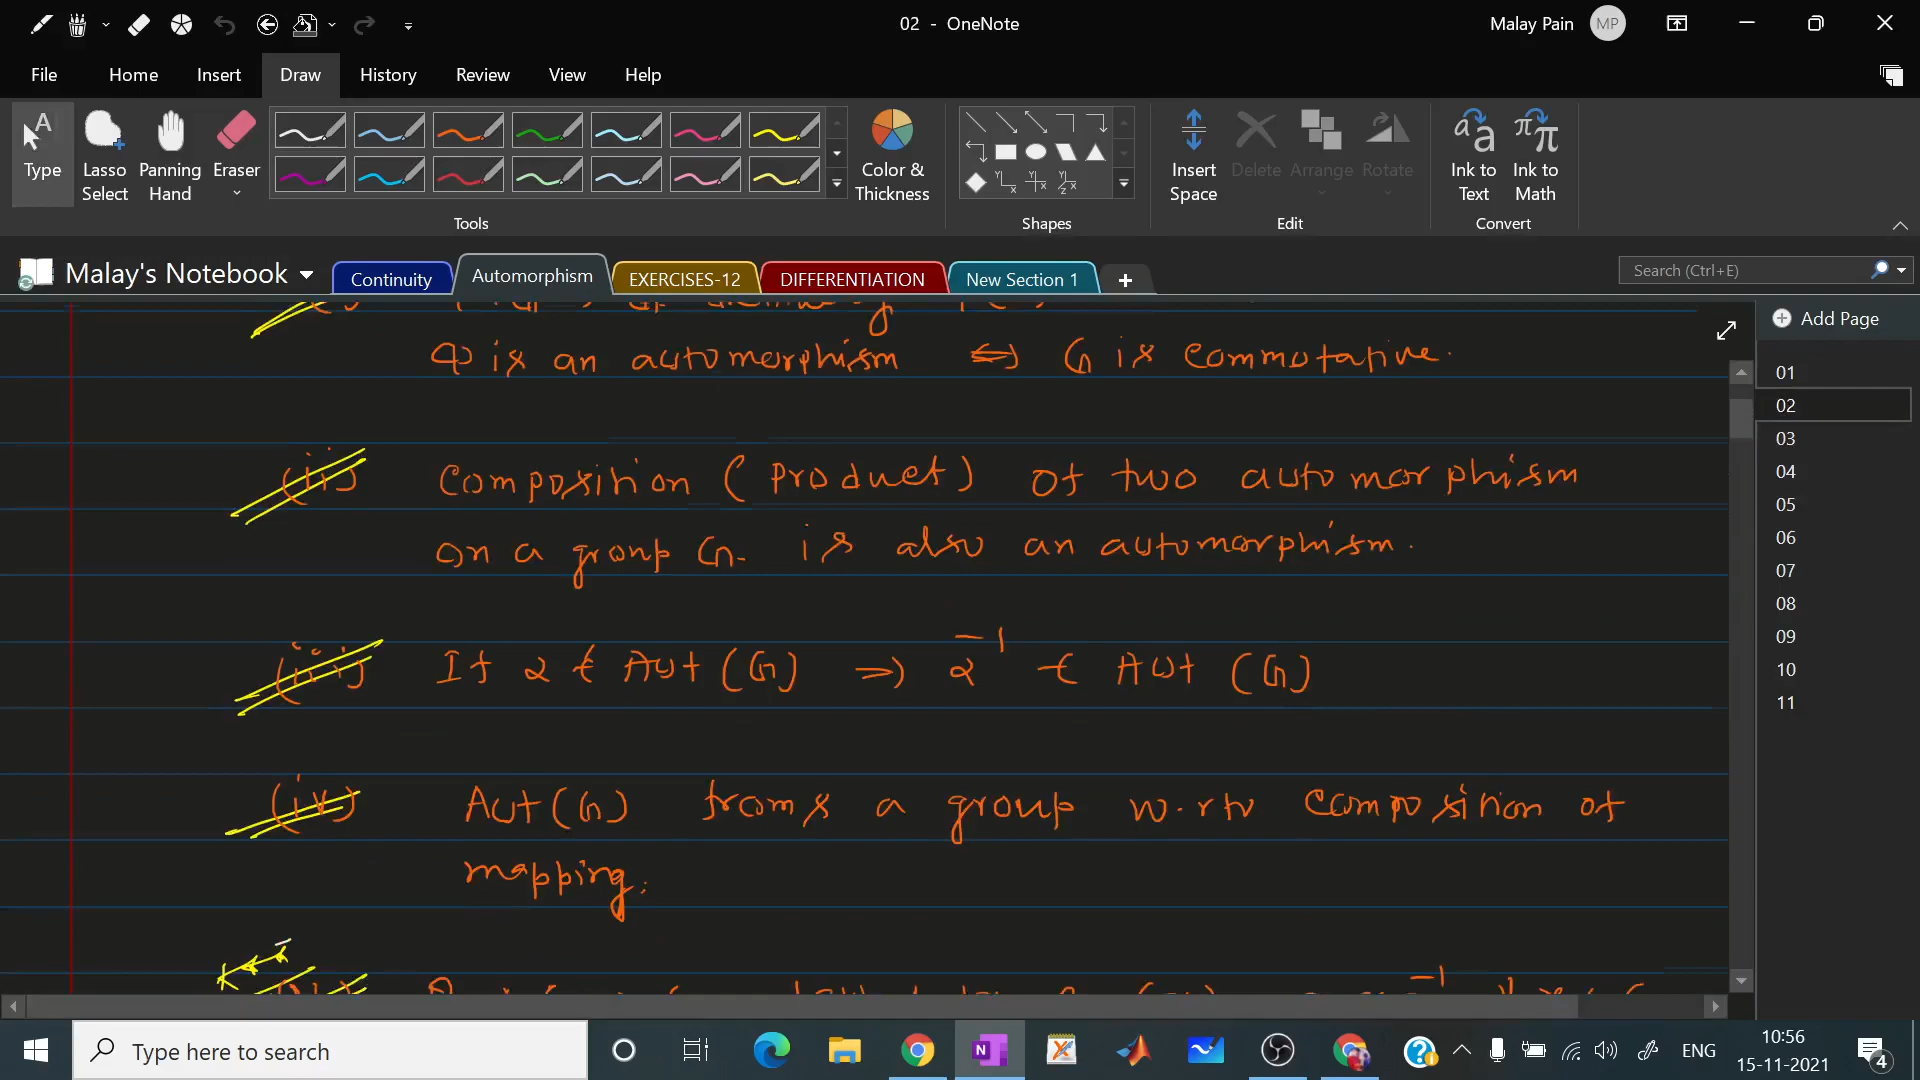 02 - OneNote
Malay Pain
MP
File
Home
Insert
Draw
History
Review
View
Help
Type
Lasso Select
Panning Hand
Eraser
Color & Thickness
Insert Space
Delete
Arrange
Rotate
Ink to Text
Ink to Math
Tools
Shapes
Edit
Convert
Malay's Notebook
Continuity
Automorphism
EXERCISES-12
DIFFERENTIATION
New Section 1
Search (Ctrl+E)
Add Page
01
02
03
04
05
06
07
08
09
10
11
φ is an automorphism ⇔ G is commutative.
(ii) Composition (product) of two automorphism
on a group G. is also an automorphism.
(iii) If α ∈ Aut (G) ⇒ α⁻¹ ∈ Aut (G)
(iv) Aut (G) froms a group w.r.to composition of
mapping.
Type here to search
ENG
10:56
15-11-2021
4